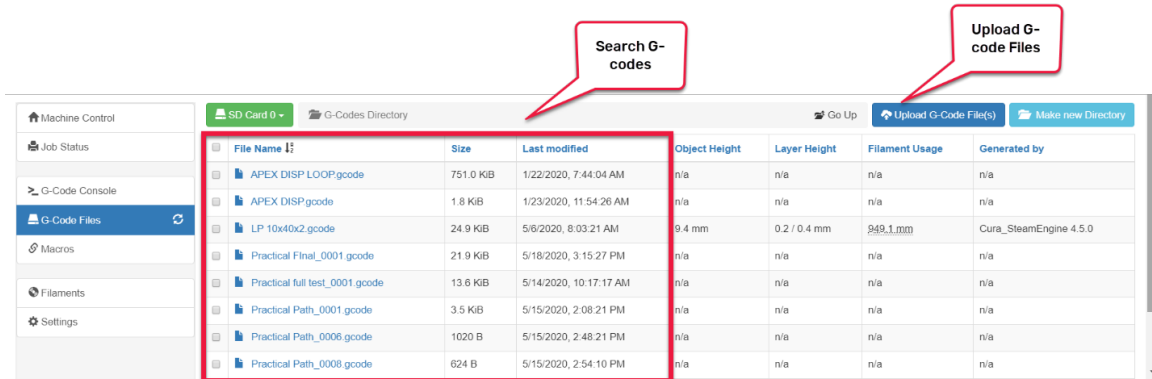 Search G-
codes
Upload G-
code Files
Machine Control
Job Status
G-Code Console
G-Code Files
Macros
Filaments
Settings
SD Card 0 G-Codes Directory Go Up Upload G-Code File(s) Make new Directory
File Name Size Last modified Object Height Layer Height Filament Usage Generated by
APEX DISP LOOP.gcode 751.0 KiB 1/22/2020, 7:44:04 AM n/a n/a n/a n/a
APEX DISP.gcode 1.8 KiB 1/23/2020, 11:54:26 AM n/a n/a n/a n/a
LP 10x40x2.gcode 24.9 KiB 5/6/2020, 8:03:21 AM 9.4 mm 0.2 / 0.4 mm 949.1 mm Cura_SteamEngine 4.5.0
Practical FInal_0001.gcode 21.9 KiB 5/18/2020, 3:15:27 PM n/a n/a n/a n/a
Practical full test_0001.gcode 13.6 KiB 5/14/2020, 10:17:17 AM n/a n/a n/a n/a
Practical Path_0001.gcode 3.5 KiB 5/15/2020, 2:08:21 PM n/a n/a n/a n/a
Practical Path_0006.gcode 1020 B 5/15/2020, 2:48:21 PM n/a n/a n/a n/a
Practical Path_0008.gcode 624 B 5/15/2020, 2:54:10 PM n/a n/a n/a n/a